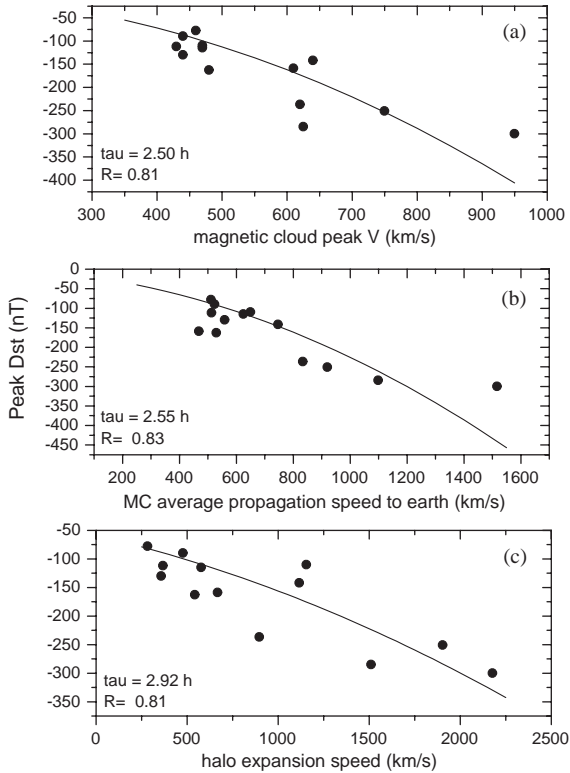 -50
(a)
-100
-150
-200
-250
-300
-350
tau = 2.50 h
-400
R= 0.81
300 400 500 600 700 800 900 1000
magnetic cloud peak V (km/s)
0
-50
(b)
-100
-150
-200
-250
-300
-350
-400
tau = 2.55 h
-450
R= 0.83
200 400 600 800 1000 1200 1400 1600
MC average propagation speed to earth (km/s)
Peak Dst (nT)
-50
(c)
-100
-150
-200
-250
-300
tau = 2.92 h
-350
R= 0.81
0 500 1000 1500 2000 2500
halo expansion speed (km/s)